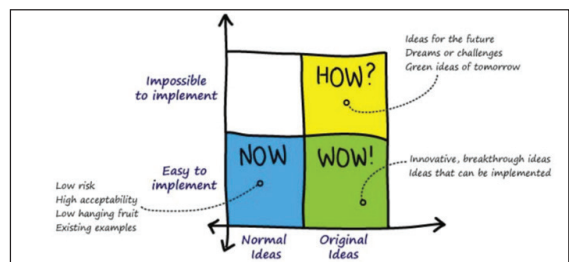 Ideas for the future
Dreams or challenges
Green ideas of tomorrow
Impossible
to implement
HOW?
NOW
WOW!
Innovative, breakthrough ideas
Ideas that can be implemented
Easy to
implement
Low risk
High acceptability
Low hanging fruit
Existing examples
Normal
Ideas
Original
Ideas